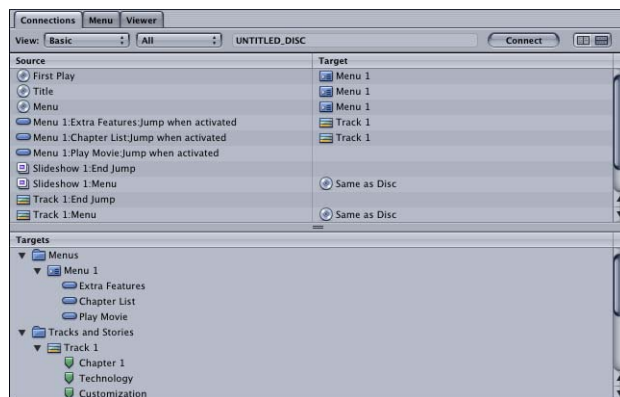 Connections Menu Viewer
View: Basic All UNTITLED_DISC Connect
Source Target
First Play Menu 1
Title Menu 1
Menu Menu 1
Menu 1:Extra Features:Jump when activated Track 1
Menu 1:Chapter List:Jump when activated Track 1
Menu 1:Play Movie:Jump when activated
Slideshow 1:End Jump
Slideshow 1:Menu Same as Disc
Track 1:End Jump
Track 1:Menu Same as Disc
Targets
Menus
Menu 1
Extra Features
Chapter List
Play Movie
Tracks and Stories
Track 1
Chapter 1
Technology
Customization